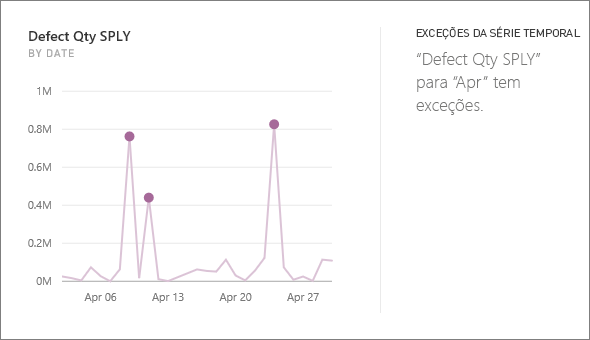 Defect Qty SPLY
BY DATE
1M
0.8M
0.6M
0.4M
0.2M
0M
Apr 06
Apr 13
Apr 20
Apr 27
EXCEÇÕES DA SÉRIE TEMPORAL
“Defect Qty SPLY”
para “Apr” tem
exceções.